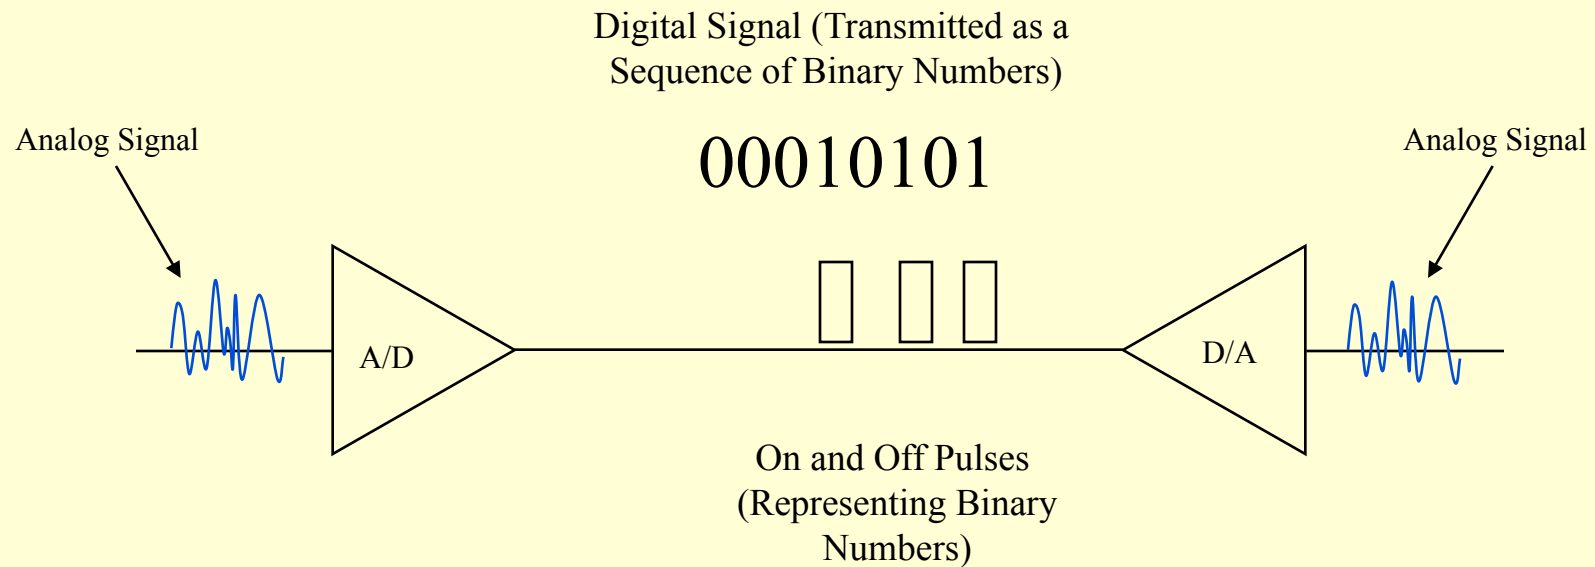 Digital Signal (Transmitted as a
Sequence of Binary Numbers)
Analog Signal
00010101
Analog Signal
A/D
D/A
On and Off Pulses
(Representing Binary
Numbers)